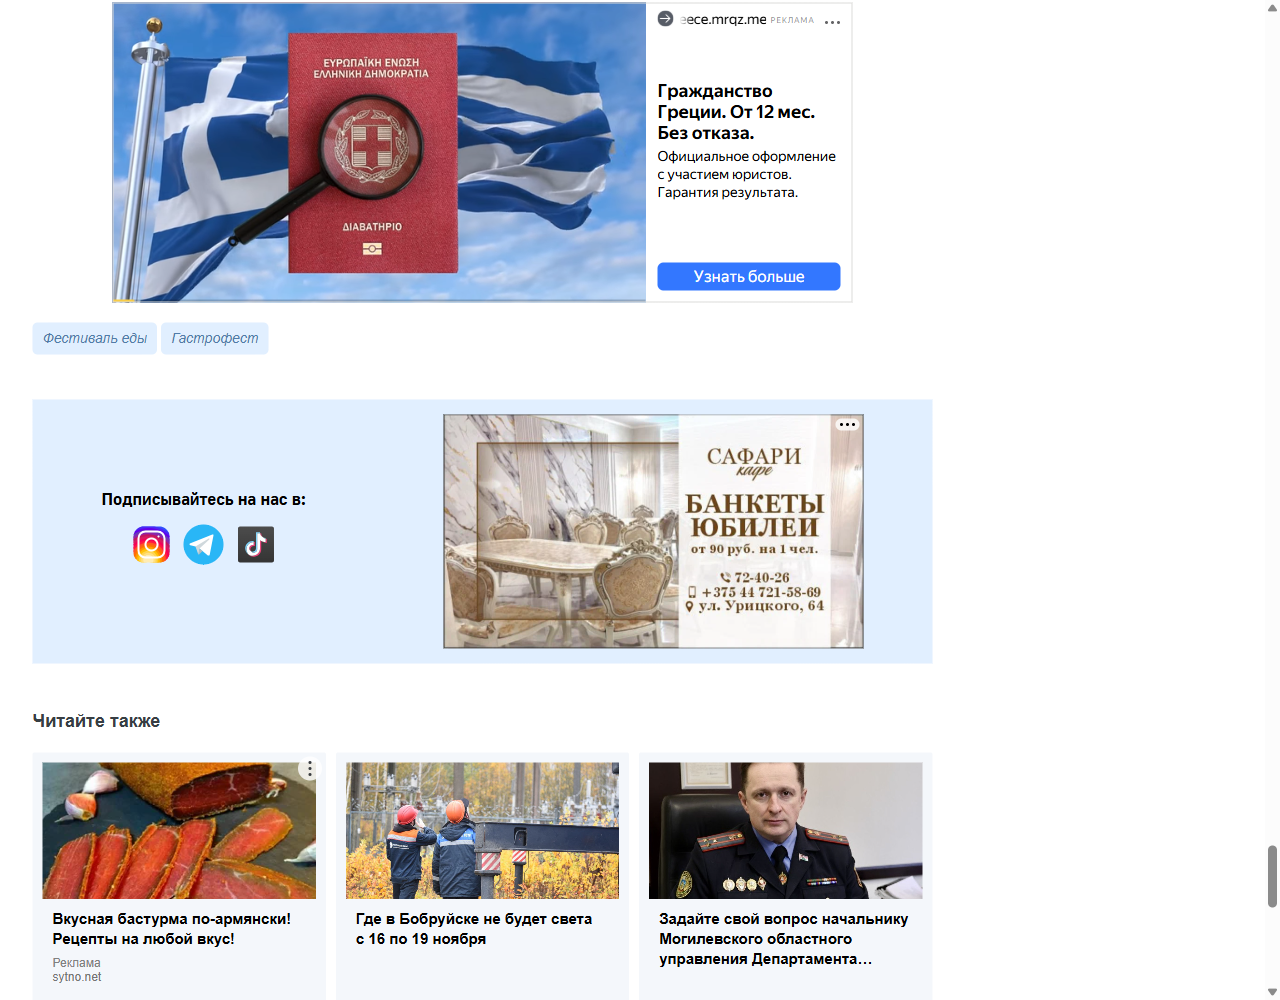 ΕΥΡΩΠΑΪΚΗ ΕΝΩΣΗ
ΕΛΛΗΝΙΚΗ ΔΗΜΟΚΡΑΤΙΑ
ΔΙΑΒΑΤΗΡΙΟ
eece.mrqz.me РЕКЛАМА
Гражданство
Греции. От 12 мес.
Без отказа.
Официальное оформление
с участием юристов.
Гарантия результата.
Узнать больше
Фестиваль еды
Гастрофест
Подписывайтесь на нас в:
САФАРИ
кафе
БАНКЕТЫ
ЮБИЛЕИ
от 90 руб. на 1 чел.
72-40-26
+375 44 721-58-69
ул. Урицкого, 64
Читайте также
Вкусная бастурма по-армянски!
Рецепты на любой вкус!
Реклама
sytno.net
Где в Бобруйске не будет света
с 16 по 19 ноября
Задайте свой вопрос начальнику
Могилевского областного
управления Департамента...